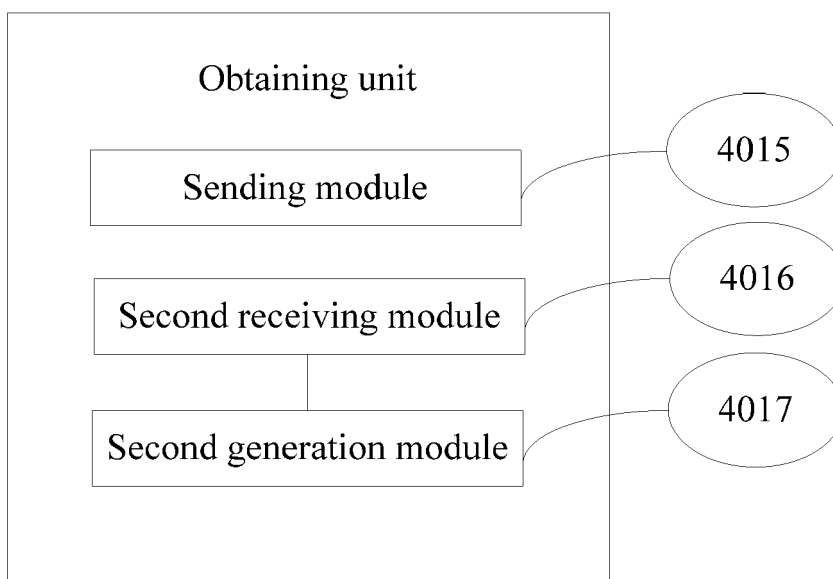 Obtaining unit
Sending module
4015
Second receiving module
4016
Second generation module
4017